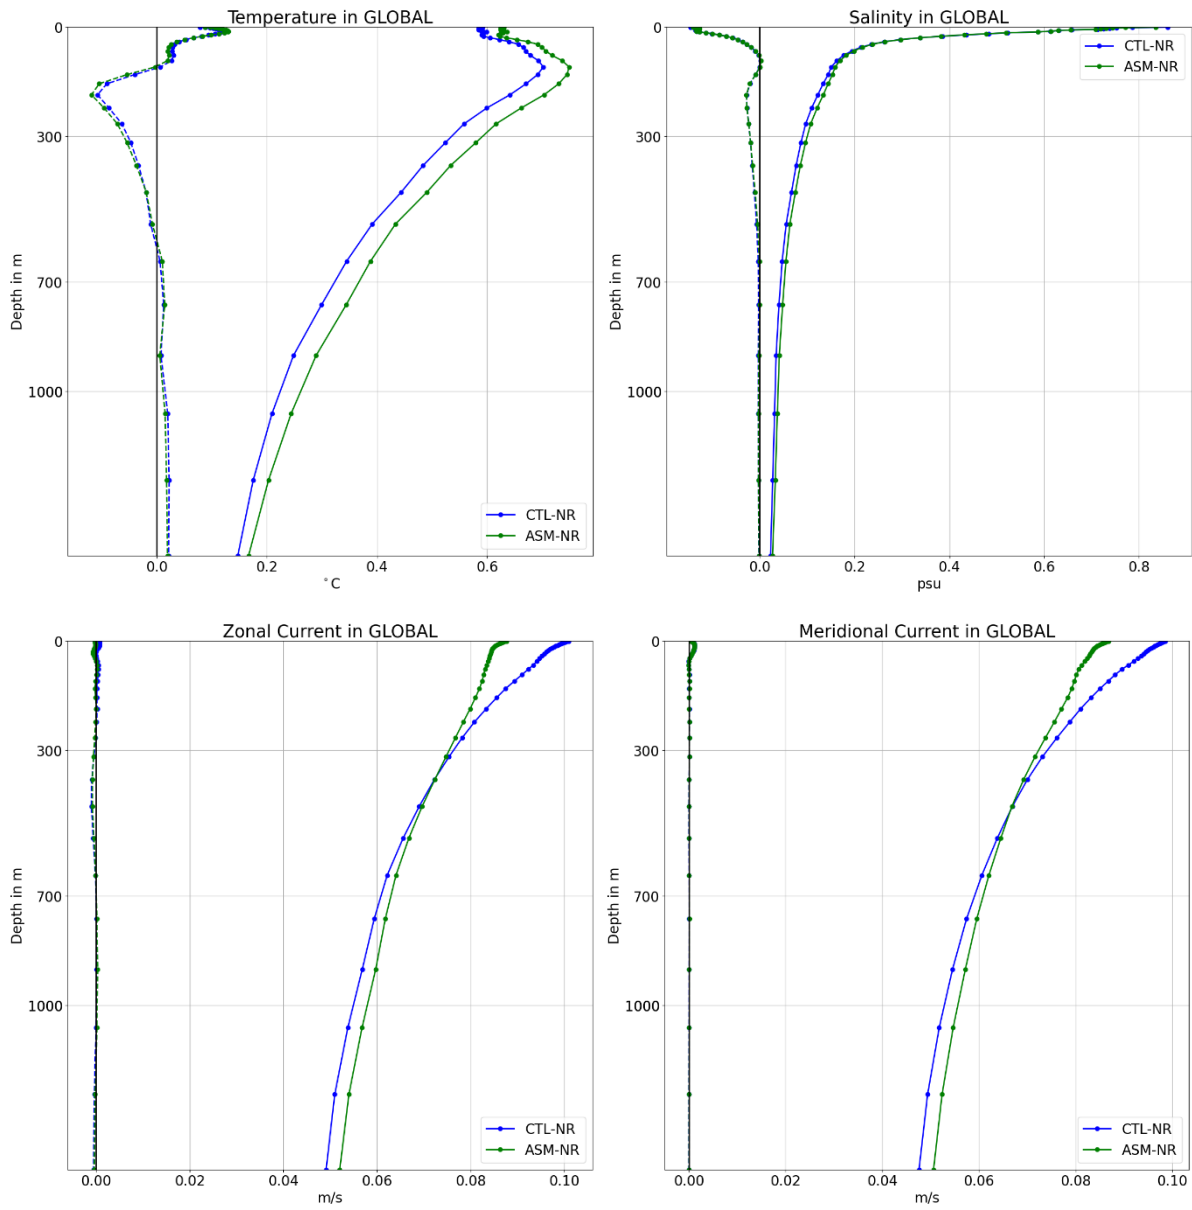 Temperature in GLOBAL
0
300
700
1000
Depth in m
CTL-NR
ASM-NR
0.0 0.2 0.4 0.6
°C
Salinity in GLOBAL
0
300
700
1000
Depth in m
CTL-NR
ASM-NR
0.0 0.2 0.4 0.6 0.8
psu
Zonal Current in GLOBAL
0
300
700
1000
Depth in m
CTL-NR
ASM-NR
0.00 0.02 0.04 0.06 0.08 0.10
m/s
Meridional Current in GLOBAL
0
300
700
1000
Depth in m
CTL-NR
ASM-NR
0.00 0.02 0.04 0.06 0.08 0.10
m/s